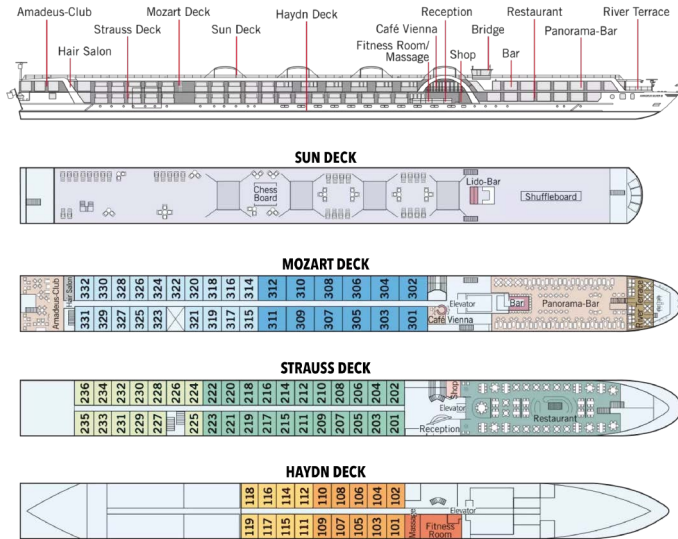 Amadeus-Club
Mozart Deck
Haydn Deck
Reception
Restaurant
River Terrace
Strauss Deck
Sun Deck
Café Vienna
Bridge
Panorama-Bar
Hair Salon
Fitness Room/
Massage
Shop
Bar
SUN DECK
Chess
Board
Lido-Bar
Shuffleboard
MOZART DECK
Amadeus-Club
Hair Salon
332 330 328 326 324 322 320 318 316 314 312 310 308 306 304 302
331 329 327 325 323 321 319 317 315 311 309 307 305 303 301
Elevator
Café Vienna
Bar
Panorama-Bar
River Terrace
STRAUSS DECK
236 234 232 230 228 226 224 222 220 218 216 214 212 210 208 206 204 202
235 233 231 229 227 225 223 221 219 217 215 211 209 207 205 203 201
Shop
Elevator
Reception
Restaurant
HAYDN DECK
118 116 114 112 110 108 106 104 102
119 117 115 111 109 107 105 103 101
Massage
Elevator
Fitness
Room